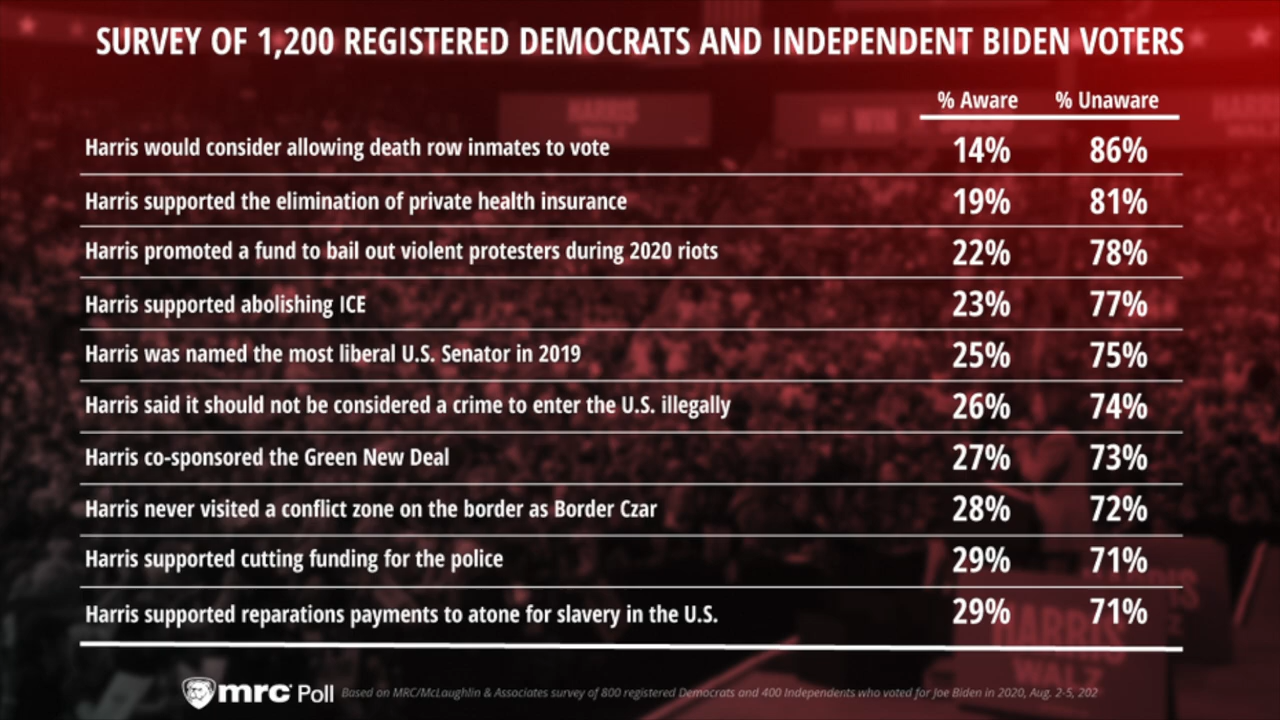 SURVEY OF 1,200 REGISTERED DEMOCRATS AND INDEPENDENT BIDEN VOTERS
% Aware % Unaware
Harris would consider allowing death row inmates to vote 14% 86%
Harris supported the elimination of private health insurance 19% 81%
Harris promoted a fund to bail out violent protesters during 2020 riots 22% 78%
Harris supported abolishing ICE 23% 77%
Harris was named the most liberal U.S. Senator in 2019 25% 75%
Harris said it should not be considered a crime to enter the U.S. illegally 26% 74%
Harris co-sponsored the Green New Deal 27% 73%
Harris never visited a conflict zone on the border as Border Czar 28% 72%
Harris supported cutting funding for the police 29% 71%
Harris supported reparations payments to atone for slavery in the U.S. 29% 71%
HARRIS
WALZ
mrc Poll Based on MRC/McLaughlin & Associates survey of 800 registered Democrats and 400 Independents who voted for Joe Biden in 2020, Aug. 2-5, 202